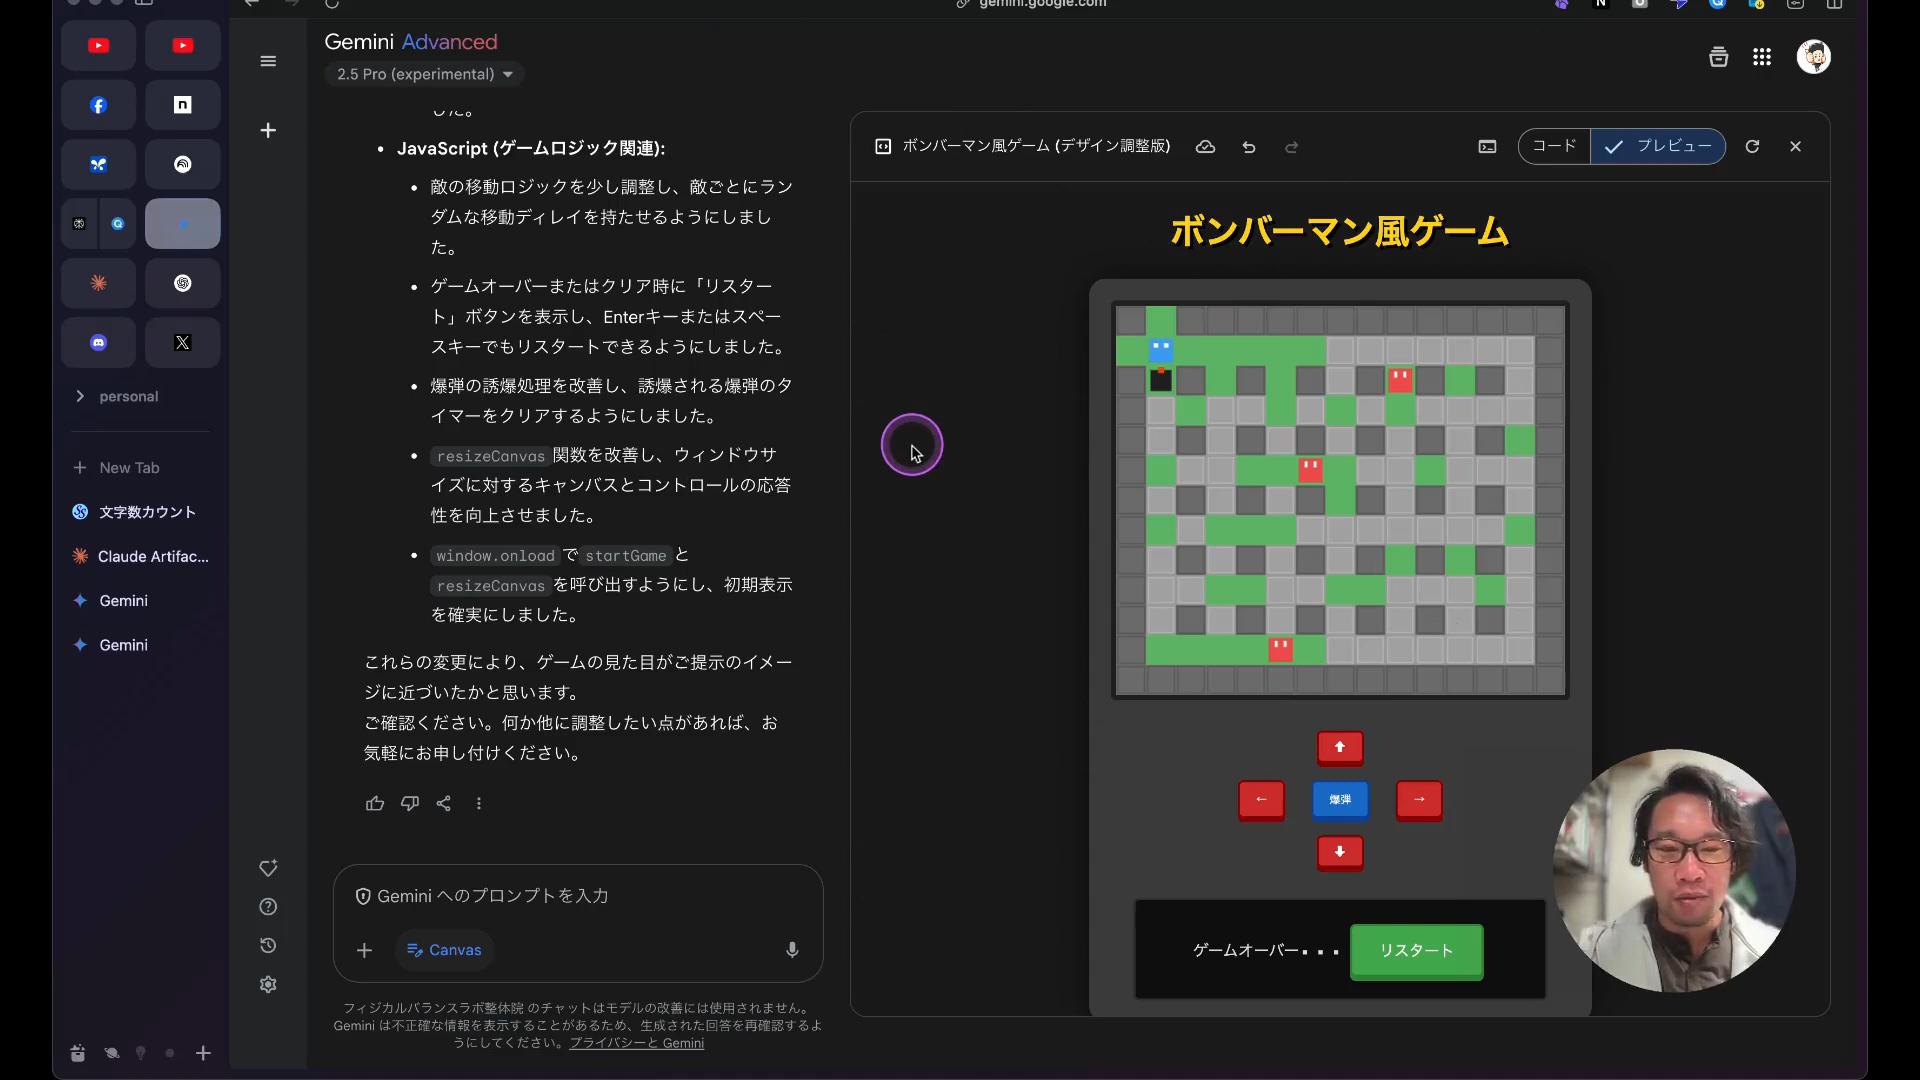 gemini.google.com
personal
New Tab
文字数カウント
Claude Artifac...
Gemini
Gemini
Gemini Advanced
2.5 Pro (experimental)
した。
JavaScript (ゲームロジック関連):
敵の移動ロジックを少し調整し、敵ごとにラン
ダムな移動ディレイを持たせるようにしまし
た。
ゲームオーバーまたはクリア時に「リスター
ト」ボタンを表示し、Enterキーまたはスペー
スキーでもリスタートできるようにしました。
爆弾の誘爆処理を改善し、誘爆される爆弾のタ
イマーをクリアするようにしました。
resizeCanvas 関数を改善し、ウィンドウサ
イズに対するキャンバスとコントロールの応答
性を向上させました。
window.onload で startGame と
resizeCanvas を呼び出すようにし、初期表示
を確実にしました。
これらの変更により、ゲームの見た目がご提示のイメー
ジに近づいたかと思います。
ご確認ください。何か他に調整したい点があれば、お
気軽にお申し付けください。
Gemini へのプロンプトを入力
Canvas
フィジカルバランスラボ整体院 のチャットはモデルの改善には使用されません。
Gemini は不正確な情報を表示することがあるため、生成された回答を再確認するよ
うにしてください。プライバシーと Gemini
ボンバーマン風ゲーム (デザイン調整版)
コード
プレビュー
ボンバーマン風ゲーム
爆弾
ゲームオーバー・・・
リスタート